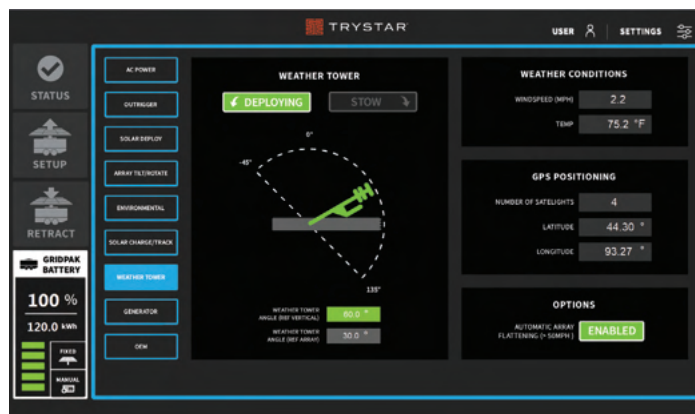 TRYSTAR
USER
SETTINGS
STATUS
SETUP
RETRACT
GRIDPAK
BATTERY
100 %
120.0 kWh
FIXED
MANUAL
AC POWER
OUTRIGGER
SOLAR DEPLOY
ARRAY TILT/ROTATE
ENVIRONMENTAL
SOLAR CHARGE/TRACK
WEATHER TOWER
GENERATOR
OEM
WEATHER TOWER
DEPLOYING
STOW
0°
-45°
135°
WEATHER TOWER
ANGLE (REF VERTICAL)
60.0 °
WEATHER TOWER
ANGLE (REF ARRAY)
30.0 °
WEATHER CONDITIONS
WINDSPEED (MPH)
2.2
TEMP
75.2 °F
GPS POSITIONING
NUMBER OF SATELIGHTS
4
LATITUDE
44.30 °
LONGITUDE
93.27 °
OPTIONS
AUTOMATIC ARRAY
FLATTENING (> 50MPH )
ENABLED